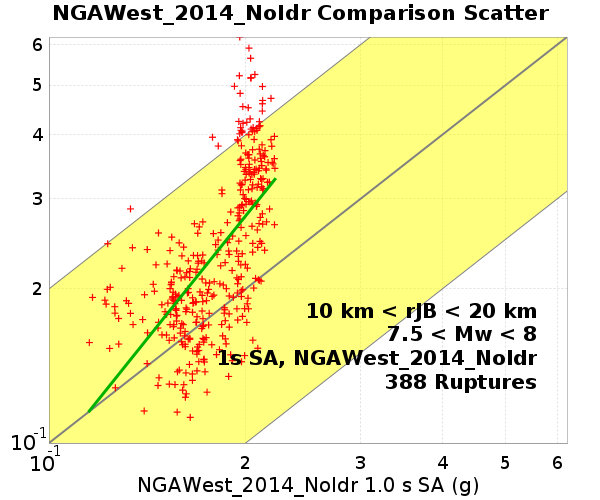 NGAWest_2014_NoIdr Comparison Scatter
6
5
4
3
2
10-1
10 km < rJB < 20 km
7.5 < Mw < 8
1s SA, NGAWest_2014_NoIdr
388 Ruptures
10-1 2 3 4 5 6
NGAWest_2014_NoIdr 1.0 s SA (g)